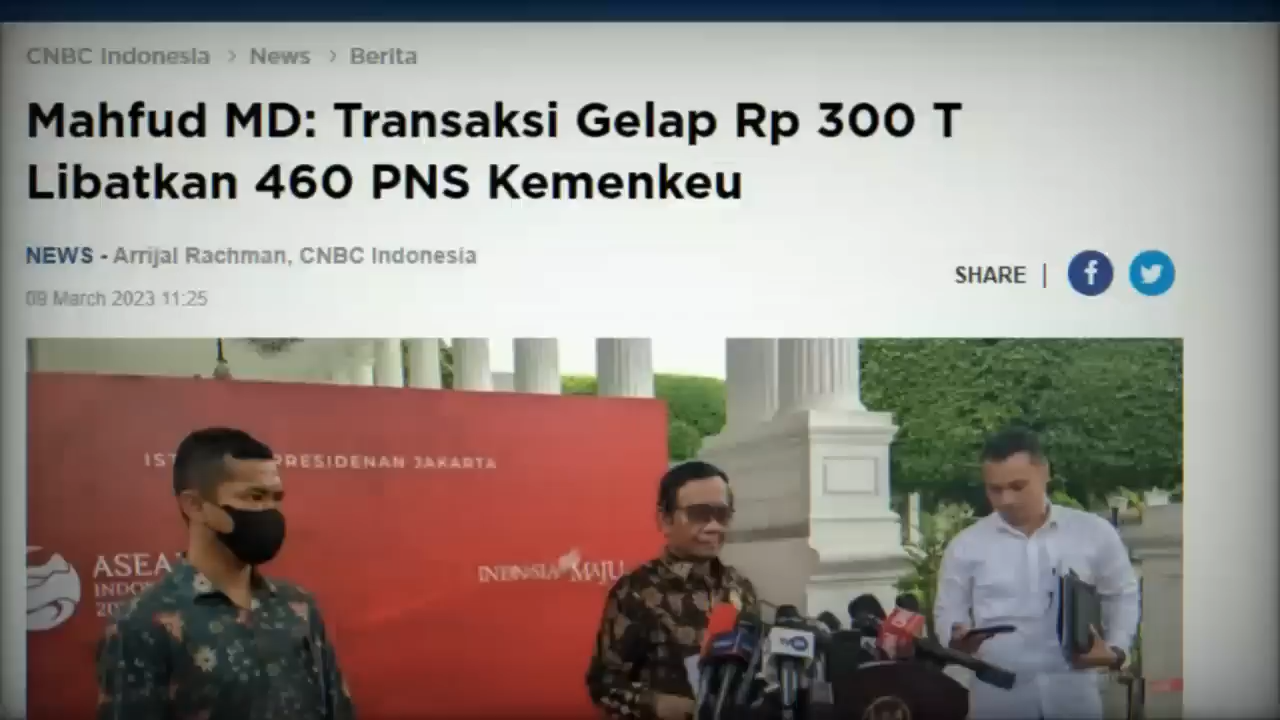 CNBC Indonesia > News > Berita
Mahfud MD: Transaksi Gelap Rp 300 T
Libatkan 460 PNS Kemenkeu
NEWS - Arrijal Rachman, CNBC Indonesia
SHARE |
09 March 2023 11:25
PRESIDENAN JAKARTA
ASEA
INDO
INDONESIA MAJU